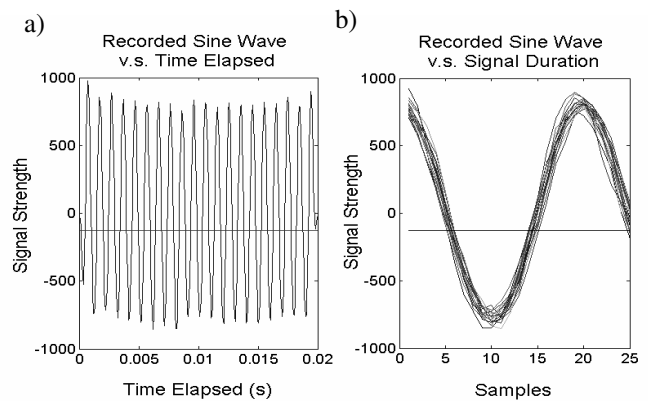 a)
Recorded Sine Wave
v.s. Time Elapsed
1000
500
0
-500
-1000
Signal Strength
0
0.005
0.01
0.015
0.02
Time Elapsed (s)
b)
Recorded Sine Wave
v.s. Signal Duration
1000
500
0
-500
-1000
Signal Strength
0
5
10
15
20
25
Samples